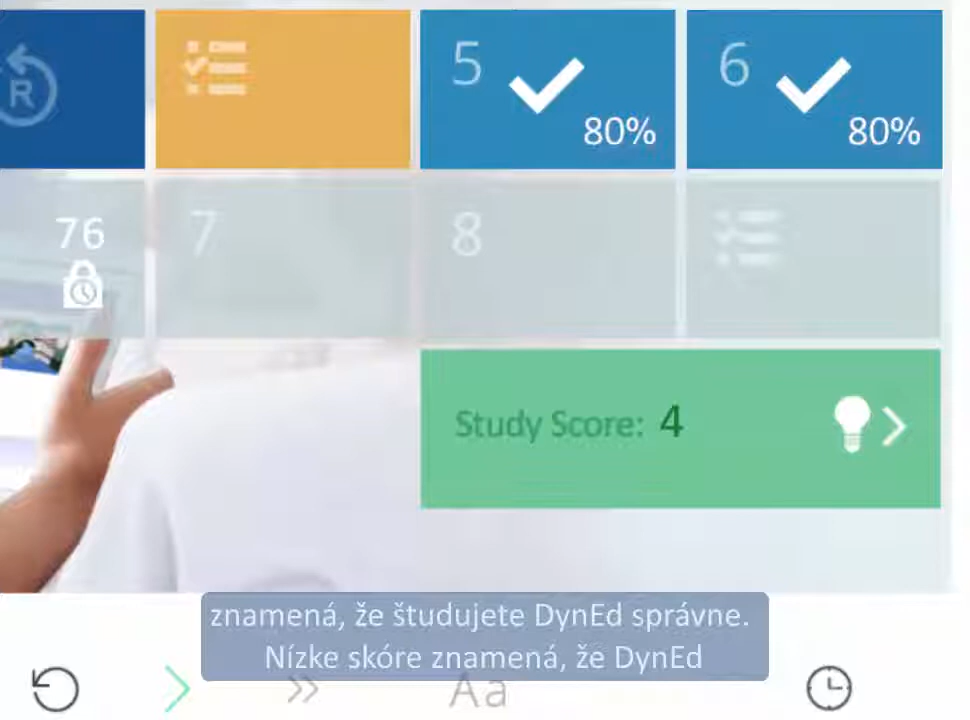 R
5
80%
6
80%
76
7
8
Study Score: 4
znamená, že študujete DynEd správne.
Nízke skóre znamená, že DynEd
Aa